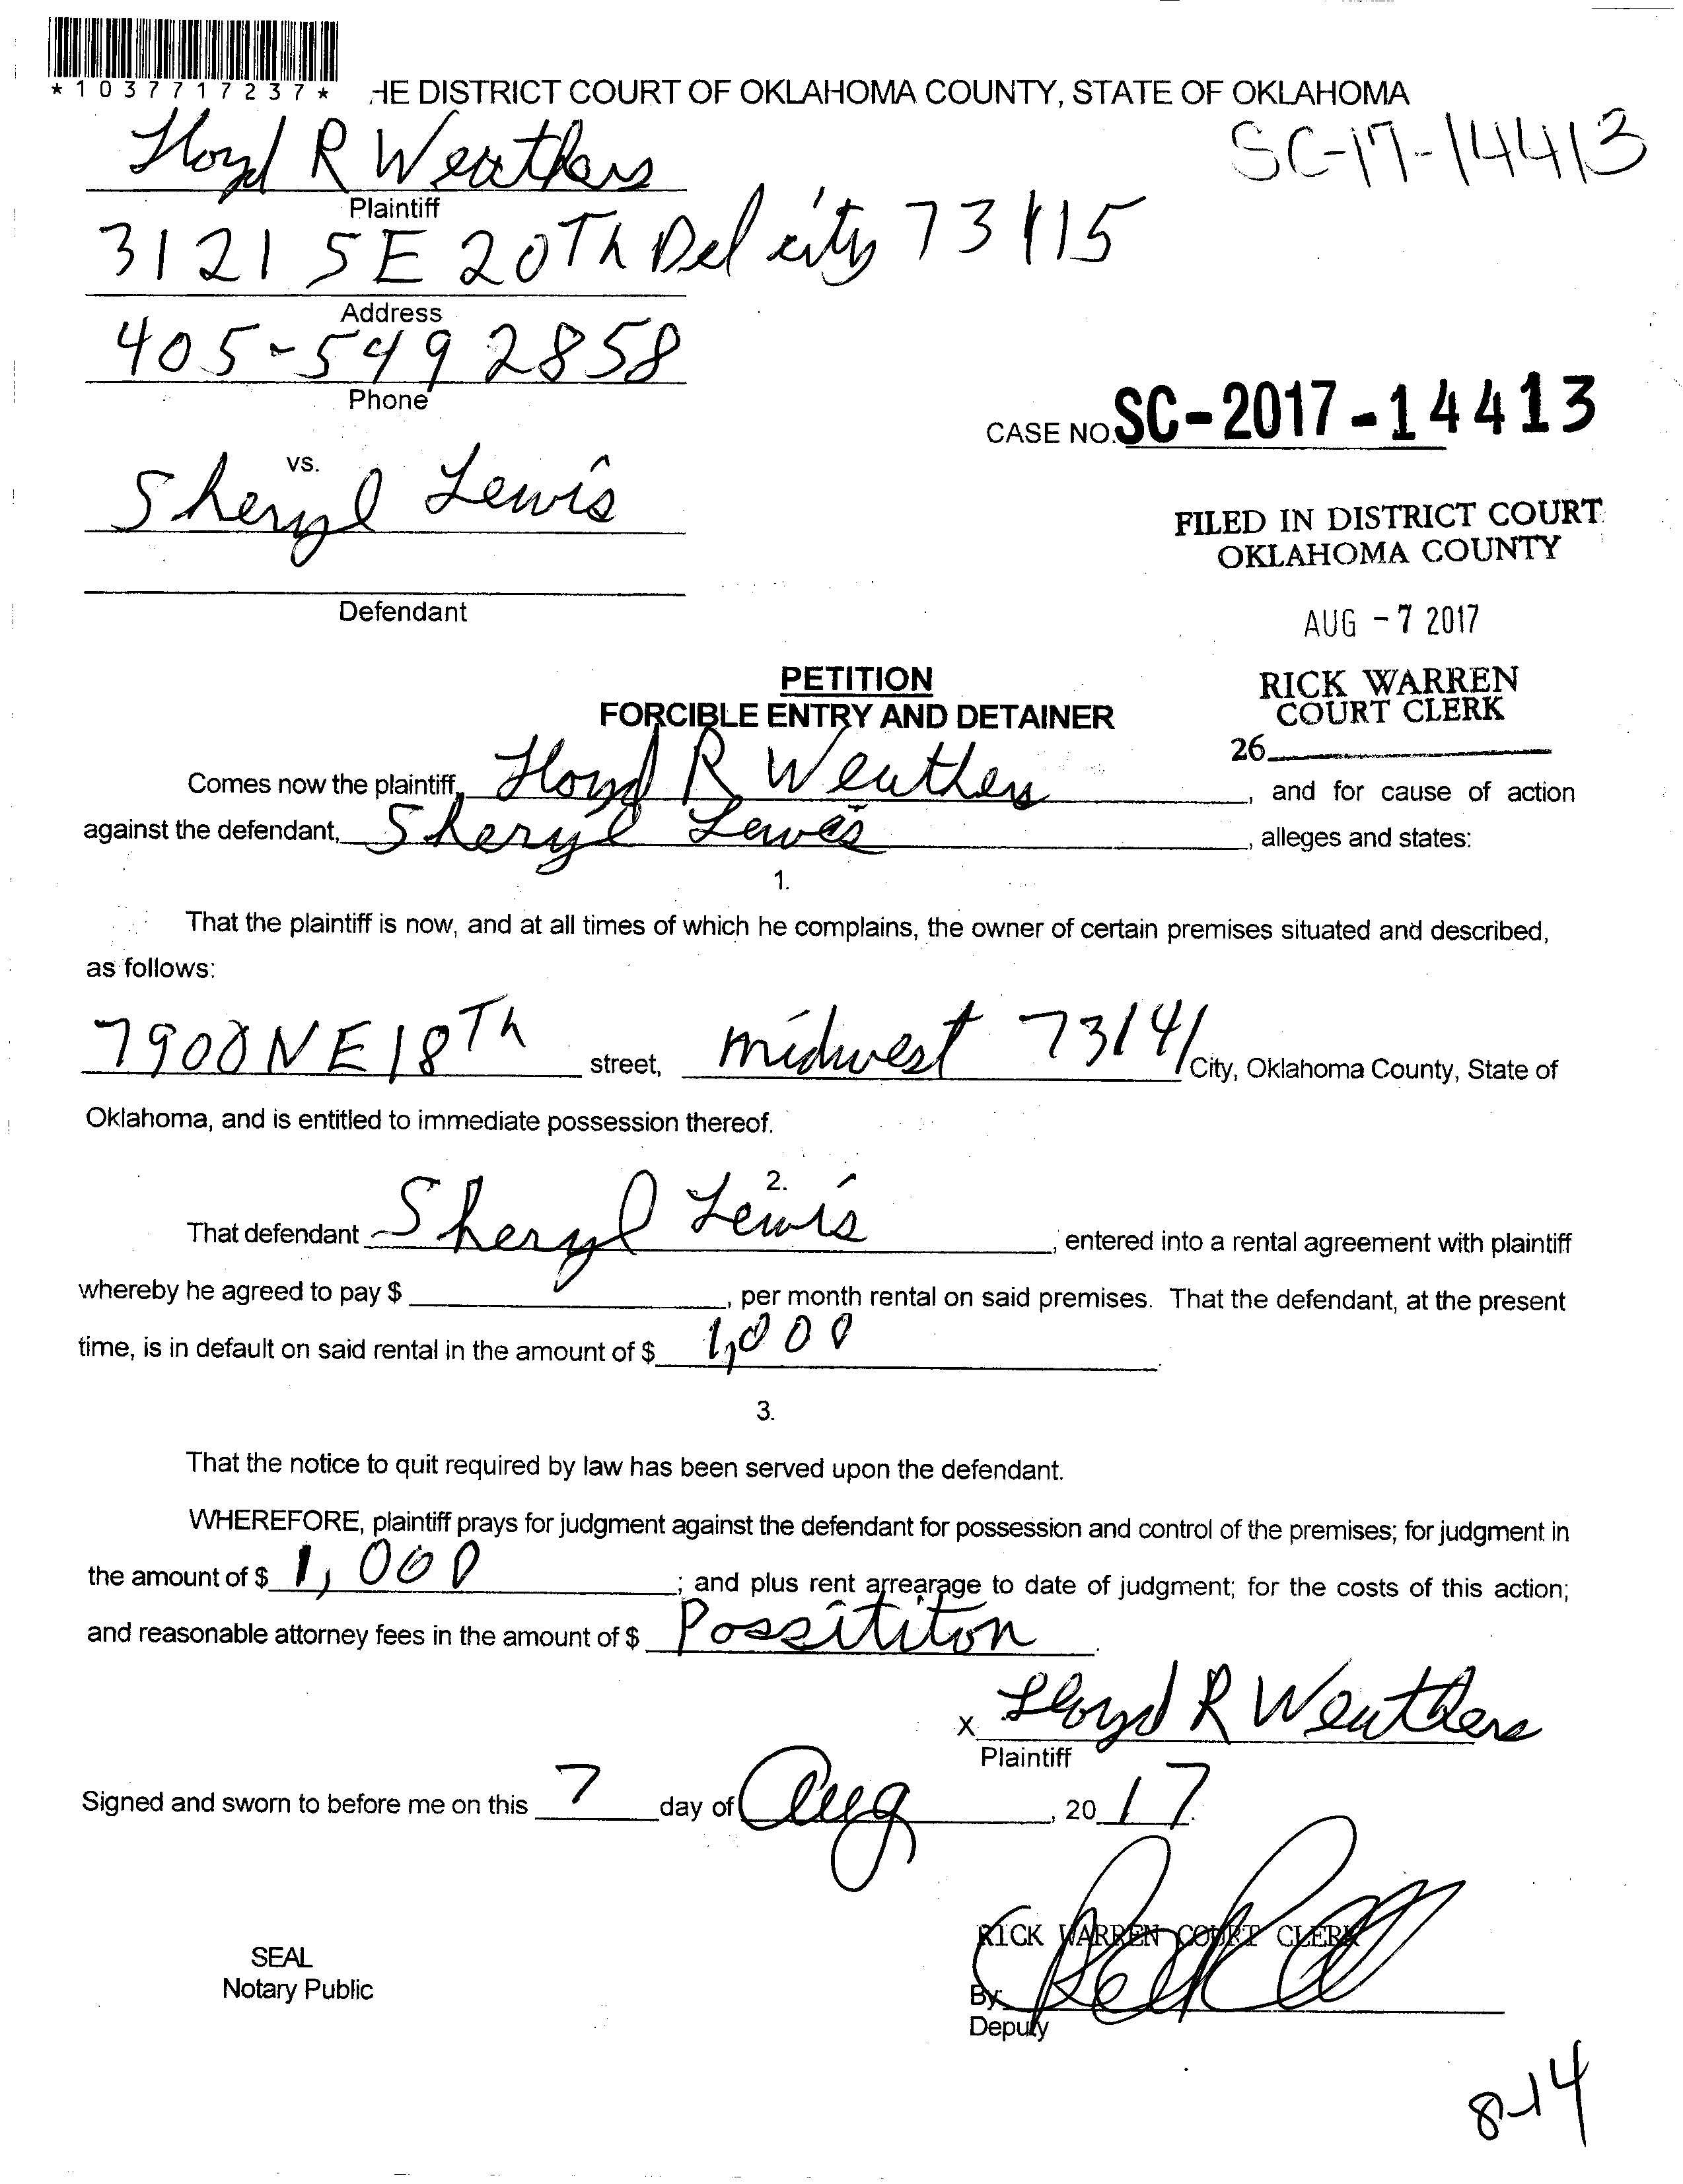 *1037717237*
HE DISTRICT COURT OF OKLAHOMA COUNTY, STATE OF OKLAHOMA
Floyd R Weathers
SC-17-14413
Plaintiff
3121 SE 20Th Del city 73115
Address
405-549 2858
Phone
CASE NO. SC-2017-14413
vs.
Sheryl Lewis
FILED IN DISTRICT COURT
OKLAHOMA COUNTY
Defendant
AUG -7 2017
PETITION
RICK WARREN
FORCIBLE ENTRY AND DETAINER
COURT CLERK
26
Comes now the plaintiff, Floyd R Weathers, and for cause of action
against the defendant, Sheryl Lewis, alleges and states:
1.
That the plaintiff is now, and at all times of which he complains, the owner of certain premises situated and described,
as follows:
7900 NE 18Th street, midwest 73141 City, Oklahoma County, State of
Oklahoma, and is entitled to immediate possession thereof.
2.
That defendant Sheryl Lewis, entered into a rental agreement with plaintiff
whereby he agreed to pay $, per month rental on said premises. That the defendant, at the present
time, is in default on said rental in the amount of $ 1,000.
3.
That the notice to quit required by law has been served upon the defendant.
WHEREFORE, plaintiff prays for judgment against the defendant for possession and control of the premises; for judgment in
the amount of $ 1,000; and plus rent arrearage to date of judgment; for the costs of this action;
and reasonable attorney fees in the amount of $ Possititon.
x Floyd R Weathers
Plaintiff
Signed and sworn to before me on this 7 day of Aug, 20 17.
RICK WARREN COURT CLERK
SEAL
Notary Public
By:
Deputy
8-14